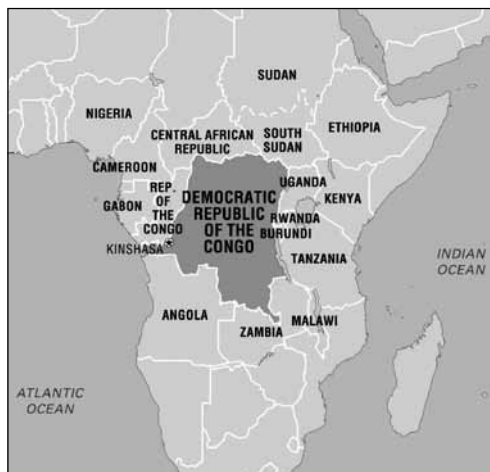 SUDAN
NIGERIA
ETHIOPIA
CENTRAL AFRICAN
REPUBLIC
SOUTH
SUDAN
CAMEROON
UGANDA
KENYA
GABON
REP.
OF
THE
CONGO
DEMOCRATIC
REPUBLIC
OF THE
CONGO
RWANDA
BURUNDI
KINSHASA
TANZANIA
INDIAN
OCEAN
ANGOLA
ZAMBIA
MALAWI
ATLANTIC
OCEAN